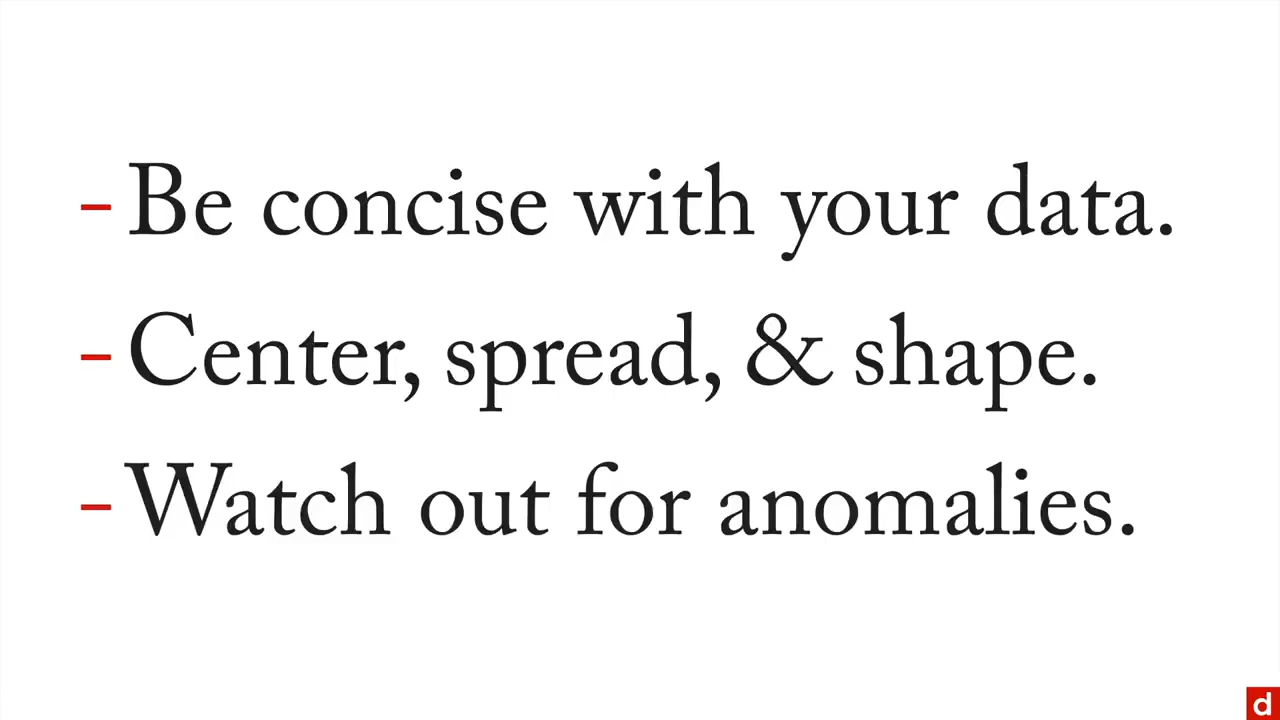 - Be concise with your data.
- Center, spread, & shape.
- Watch out for anomalies.
d